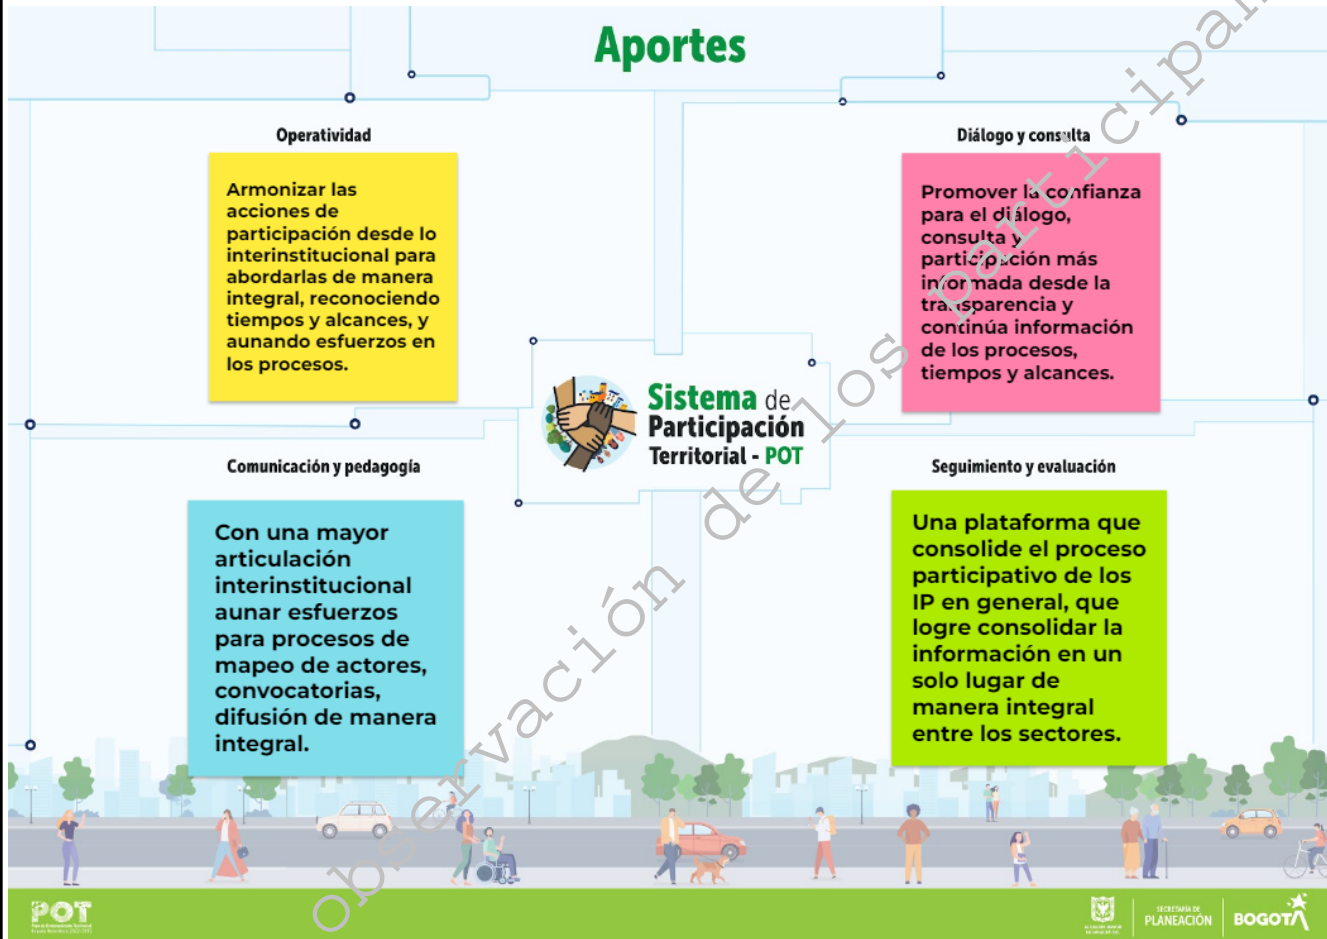 Aportes
Operatividad
Armonizar las
acciones de
participación desde lo
interinstitucional para
abordarlas de manera
integral, reconociendo
tiempos y alcances, y
aunando esfuerzos en
los procesos.
Diálogo y consulta
Promover la confianza
para el diálogo,
consulta y
participación más
informada desde la
transparencia y
continúa información
de los procesos,
tiempos y alcances.
Sistema de
Participación
Territorial - POT
Comunicación y pedagogía
Con una mayor
articulación
interinstitucional
aunar esfuerzos
para procesos de
mapeo de actores,
convocatorias,
difusión de manera
integral.
Seguimiento y evaluación
Una plataforma que
consolide el proceso
participativo de los
IP en general, que
logre consolidar la
información en un
solo lugar de
manera integral
entre los sectores.
observación de los participan
POT
SECRETARÍA DE
PLANEACIÓN
BOGOTÁ